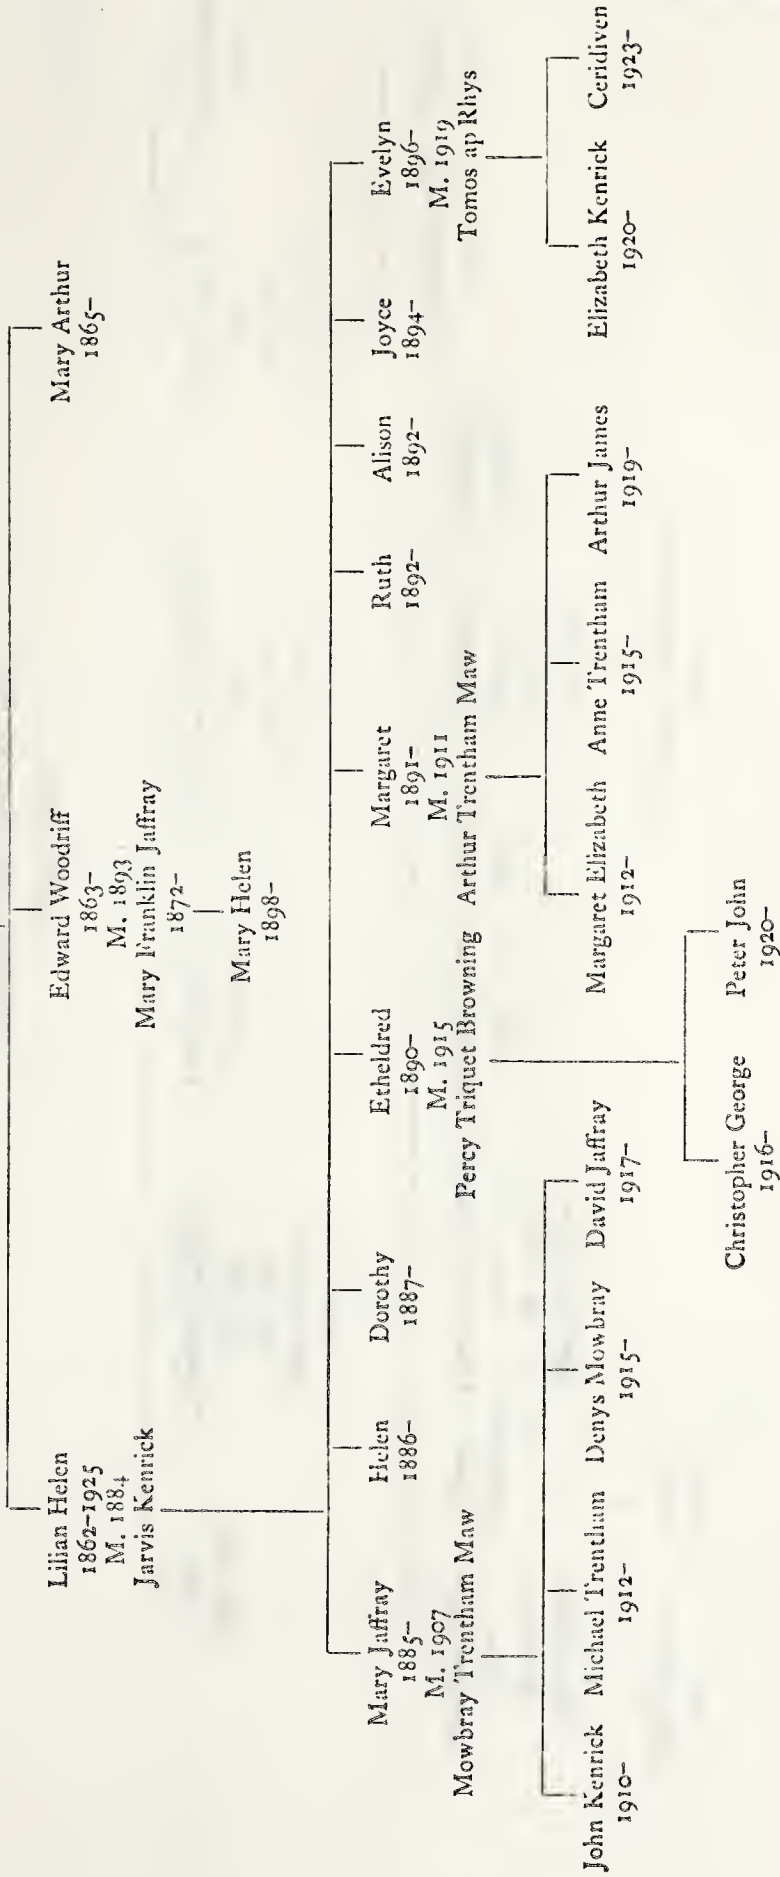 Lilian Helen
1862–1925
M. 1884
Jarvis Kenrick
Edward Woodriff
1863–
M. 1893
Mary Franklin Jaffray
1872–
Mary Helen
1898–
Mary Arthur
1865–
Mary Jaffray
1885–
M. 1907
Mowbray Trentham Maw
Helen
1886–
Dorothy
1887–
Etheldred
1890–
M. 1915
Percy Triquet Browning
Margaret
1891–
M. 1911
Arthur Trentham Maw
Ruth
1892–
Alison
1892–
Joyce
1894–
Evelyn
1896–
M. 1919
Tomos ap Rhys
John Kenrick
1910–
Michael Trentham
1912–
Denys Mowbray
1915–
David Jaffray
1917–
Christopher George
1916–
Peter John
1920–
Margaret Elizabeth
1912–
Anne Trentham
1915–
Arthur James
1919–
Elizabeth Kenrick
1920–
Ceridiven
1923–